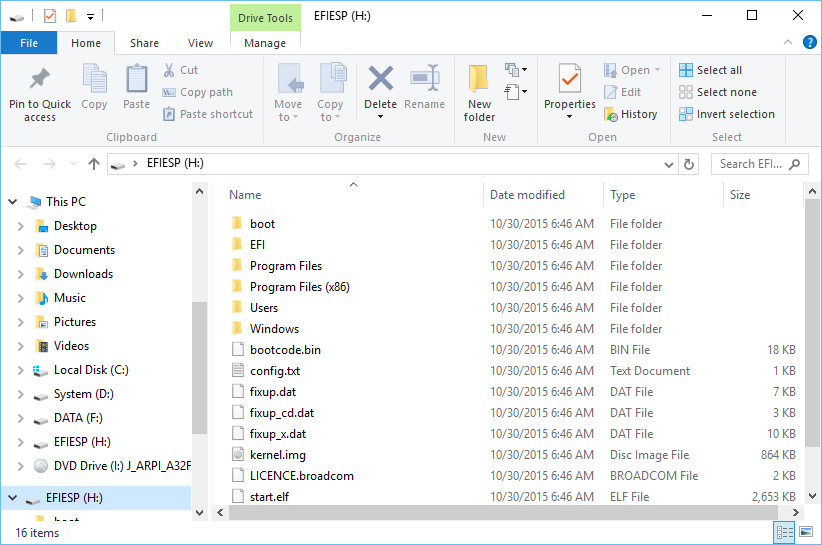 Drive Tools EFIESP (H:)
File Home Share View Manage
Pin to Quick access
Copy
Paste
Cut
Copy path
Paste shortcut
Clipboard
Move to
Copy to
Delete
Rename
Organize
New folder
New
Properties
Open
Edit
History
Open
Select all
Select none
Invert selection
Select
EFIESP (H:)
Search EFI...
This PC
Desktop
Documents
Downloads
Music
Pictures
Videos
Local Disk (C:)
System (D:)
DATA (F:)
EFIESP (H:)
DVD Drive (I:) J_ARPI_A32F
EFIESP (H:)
boot
Name Date modified Type Size
boot 10/30/2015 6:46 AM File folder
EFI 10/30/2015 6:46 AM File folder
Program Files 10/30/2015 6:46 AM File folder
Program Files (x86) 10/30/2015 6:46 AM File folder
Users 10/30/2015 6:46 AM File folder
Windows 10/30/2015 6:46 AM File folder
bootcode.bin 10/30/2015 6:46 AM BIN File 18 KB
config.txt 10/30/2015 6:46 AM Text Document 1 KB
fixup.dat 10/30/2015 6:46 AM DAT File 7 KB
fixup_cd.dat 10/30/2015 6:46 AM DAT File 3 KB
fixup_x.dat 10/30/2015 6:46 AM DAT File 10 KB
kernel.img 10/30/2015 6:46 AM Disc Image File 864 KB
LICENCE.broadcom 10/30/2015 6:46 AM BROADCOM File 2 KB
start.elf 10/30/2015 6:46 AM ELF File 2,653 KB
16 items